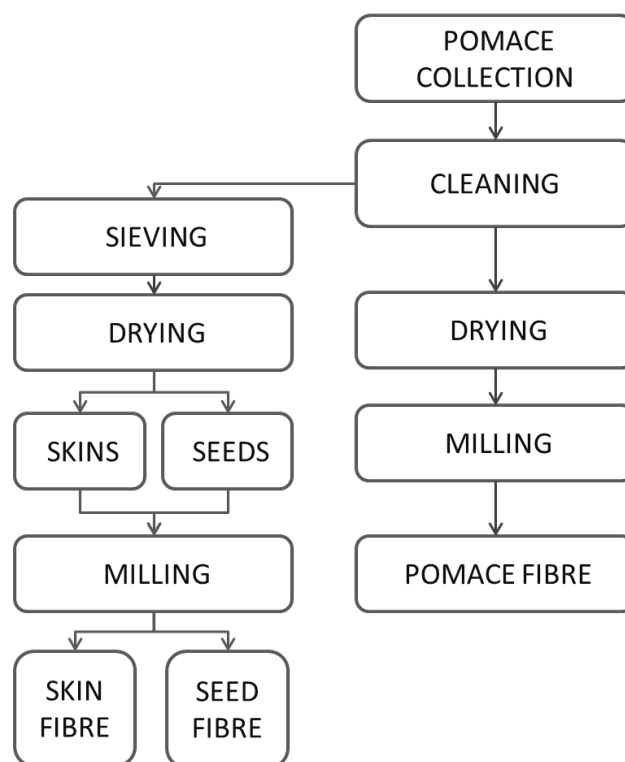 POMACE
COLLECTION
CLEANING
SIEVING
DRYING
DRYING
SKINS
SEEDS
MILLING
MILLING
POMACE FIBRE
SKIN
FIBRE
SEED
FIBRE